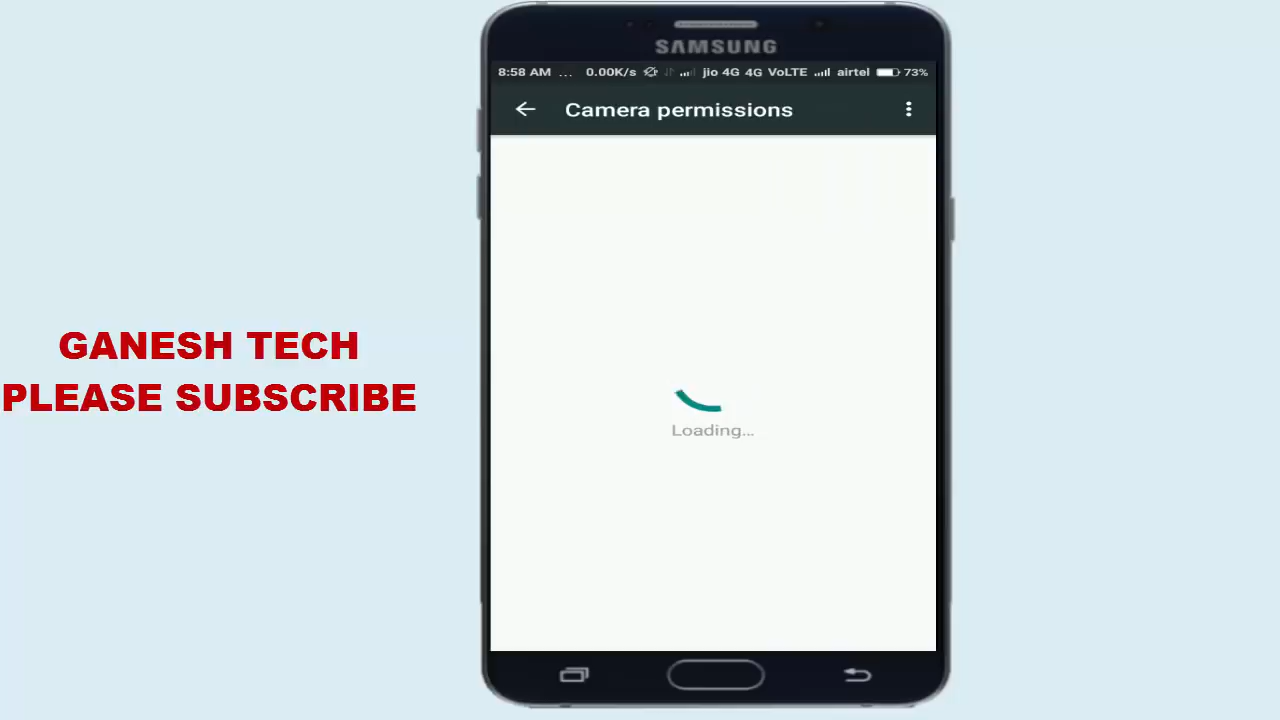 SAMSUNG
8:58 AM ... 0.00K/s jio 4G 4G VoLTE airtel 73%
Camera permissions
Loading...
GANESH TECH
PLEASE SUBSCRIBE